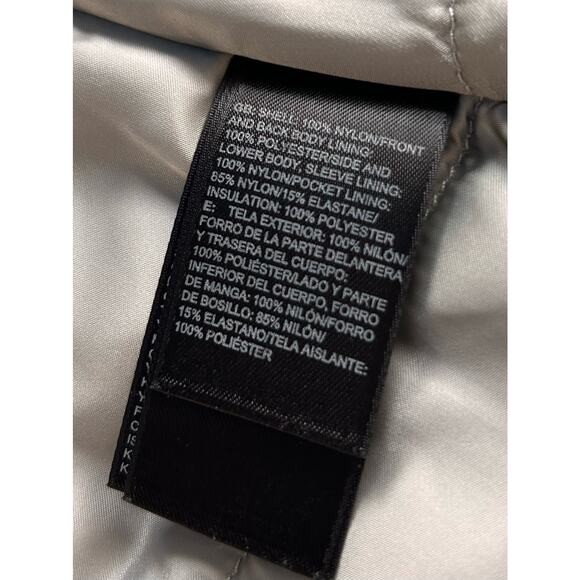 GB: SHELL: 100% NYLON/FRONT
AND BACK BODY LINING:
100% POLYESTER/SIDE AND
LOWER BODY, SLEEVE LINING:
100% NYLON/POCKET LINING:
85% NYLON/15% ELASTANE/
INSULATION: 100% POLYESTER
E: TELA EXTERIOR: 100% NILÓN/
FORRO DE LA PARTE DELANTERA
Y TRASERA DEL CUERPO:
100% POLIÉSTER/LADO Y PARTE
INFERIOR DEL CUERPO, FORRO
DE MANGA: 100% NILÓN/FORRO
DE BOSILLO: 85% NILÓN/
15% ELASTANO/TELA AISLANTE:
100% POLIÉSTER